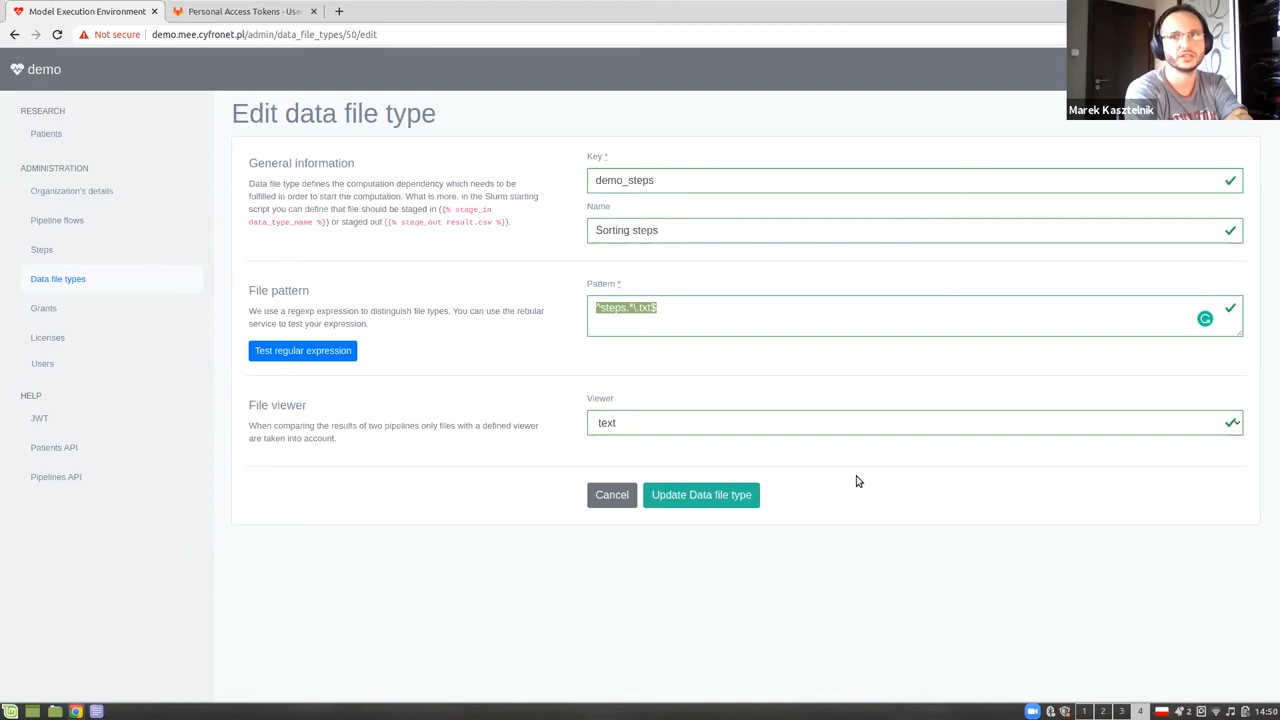 Model Execution Environment
Personal Access Tokens · Use
Not secure
demo.mee.cyfronet.pl/admin/data_file_types/50/edit
demo
RESEARCH
Patients
ADMINISTRATION
Organization's details
Pipeline flows
Steps
Data file types
Grants
Licenses
Users
HELP
JWT
Patients API
Pipelines API
Edit data file type
General information
Data file type defines the computation dependency which needs to be
fulfilled in order to start the computation. What is more, in the Slurm starting
script you can define that file should be staged in ({% stage_in
data_type_name %}) or staged out ({% stage_out result.csv %}).
Key *
demo_steps
Name
Sorting steps
File pattern
We use a regexp expression to distinguish file types. You can use the rebular
service to test your expression.
Test regular expression
Pattern *
^steps.*\.txt$
File viewer
When comparing the results of two pipelines only files with a defined viewer
are taken into account.
Viewer
text
Cancel
Update Data file type
Marek Kasztelnik
1
2
3
4
2
14:50